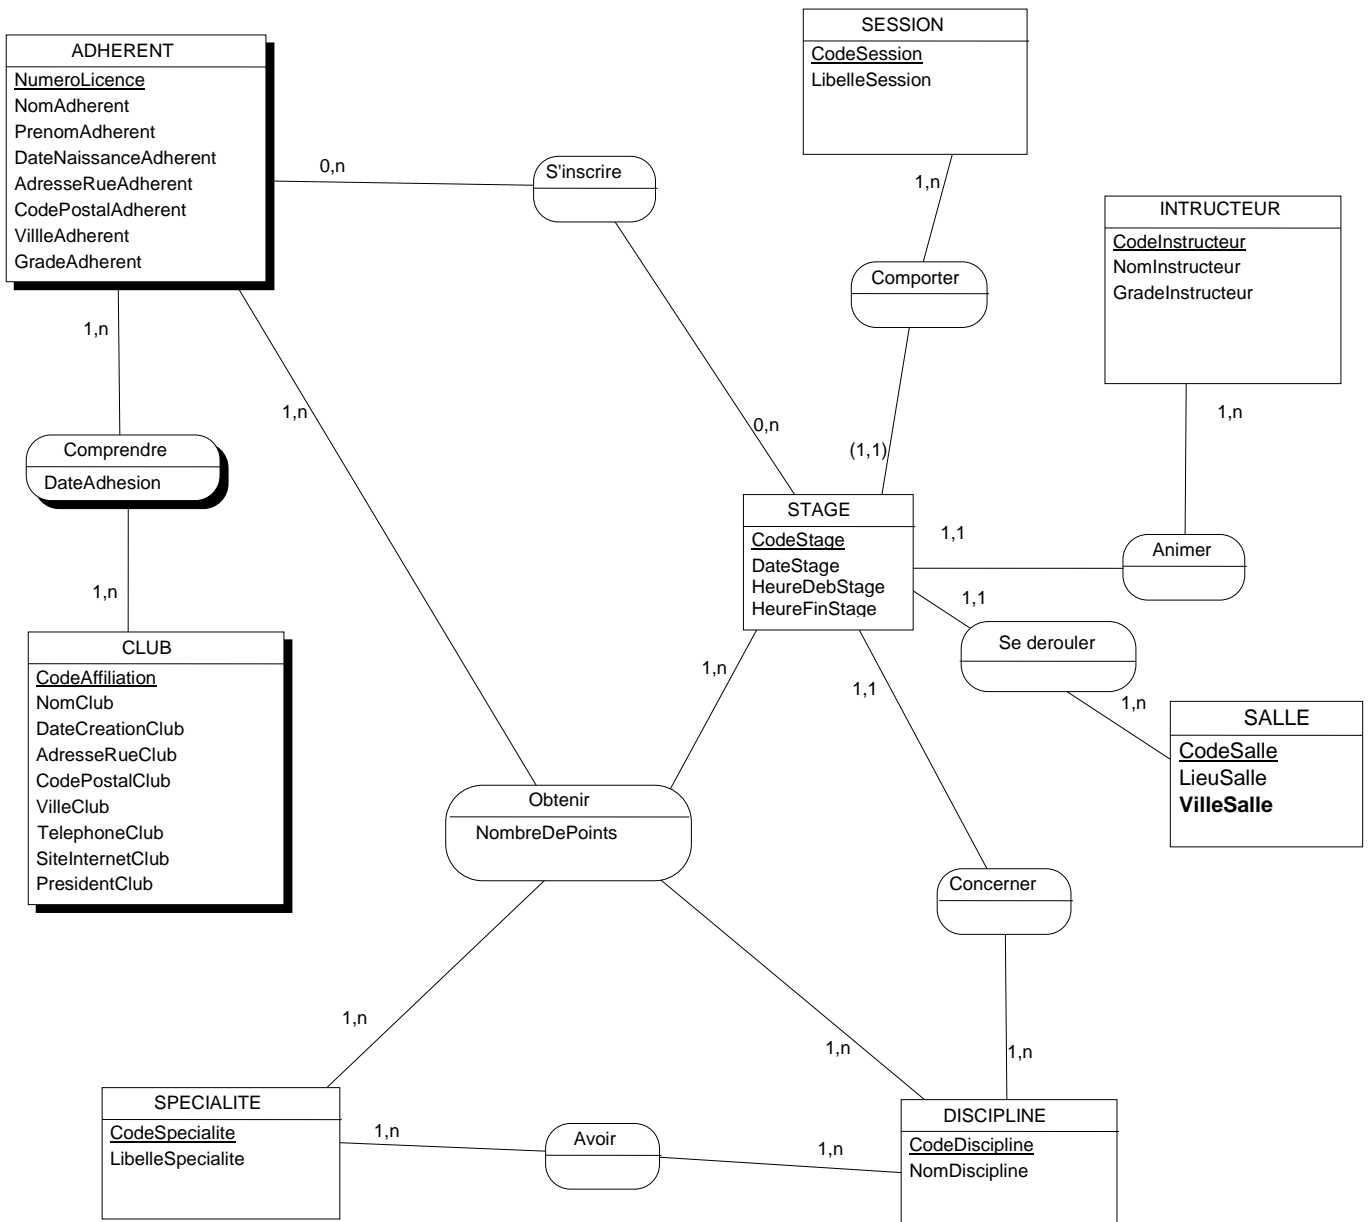 SESSION
CodeSession
LibelleSession
ADHERENT
NumeroLicence
NomAdherent
PrenomAdherent
DateNaissanceAdherent
AdresseRueAdherent
CodePostalAdherent
VillleAdherent
GradeAdherent
0,n
S'inscrire
1,n
INTRUCTEUR
CodeInstructeur
NomInstructeur
GradeInstructeur
Comporter
1,n
1,n
1,n
0,n
(1,1)
Comprendre
DateAdhesion
STAGE
CodeStage
DateStage
HeureDebStage
HeureFinStage
1,1
Animer
1,1
Se derouler
1,n
CLUB
CodeAffiliation
NomClub
DateCreationClub
AdresseRueClub
CodePostalClub
VilleClub
TelephoneClub
SiteInternetClub
PresidentClub
1,n
1,1
1,n
SALLE
CodeSalle
LieuSalle
VilleSalle
Obtenir
NombreDePoints
Concerner
1,n
1,n
1,n
SPECIALITE
CodeSpecialite
LibelleSpecialite
1,n
Avoir
1,n
DISCIPLINE
CodeDiscipline
NomDiscipline